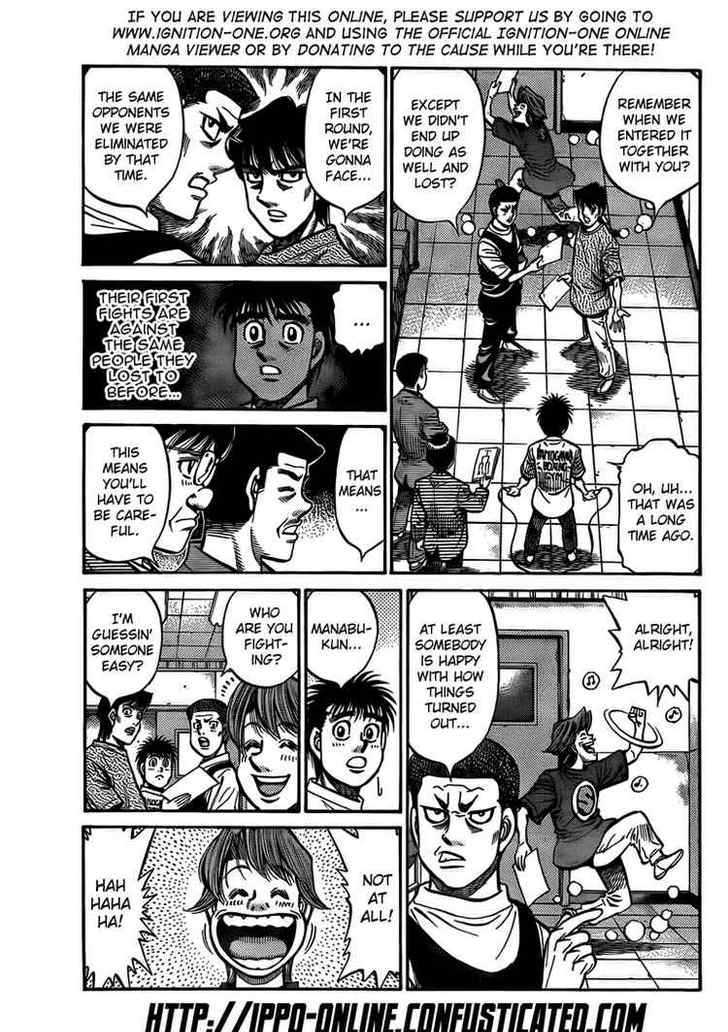 IF YOU ARE VIEWING THIS ONLINE, PLEASE SUPPORT US BY GOING TO
WWW.IGNITION-ONE.ORG AND USING THE OFFICIAL IGNITION-ONE ONLINE
MANGA VIEWER OR BY DONATING TO THE CAUSE WHILE YOU'RE THERE!
REMEMBER
WHEN WE
ENTERED IT
TOGETHER
WITH YOU?
EXCEPT
WE DIDN'T
END UP
DOING AS
WELL AND
LOST?
KAMOGAWA
BOXING
GYM
OH, UH...
THAT WAS
A LONG
TIME AGO.
IN THE
FIRST
ROUND,
WE'RE
GONNA
FACE...
THE SAME
OPPONENTS
WE WERE
ELIMINATED
BY THAT
TIME.
...
THEIR FIRST
FIGHTS ARE
AGAINST
THE SAME
PEOPLE THEY
LOST TO
BEFORE...
THAT
MEANS
...
THIS
MEANS
YOU'LL
HAVE TO
BE CARE-
FUL.
ALRIGHT,
ALRIGHT!
AT LEAST
SOMEBODY
IS HAPPY
WITH HOW
THINGS
TURNED
OUT...
MANABU-
KUN...
WHO
ARE YOU
FIGHT-
ING?
I'M
GUESSIN'
SOMEONE
EASY?
NOT
AT
ALL!
HAH
HAHA
HA!
HTTP://IPPO-ONLINE.CONFUSTICATED.COM